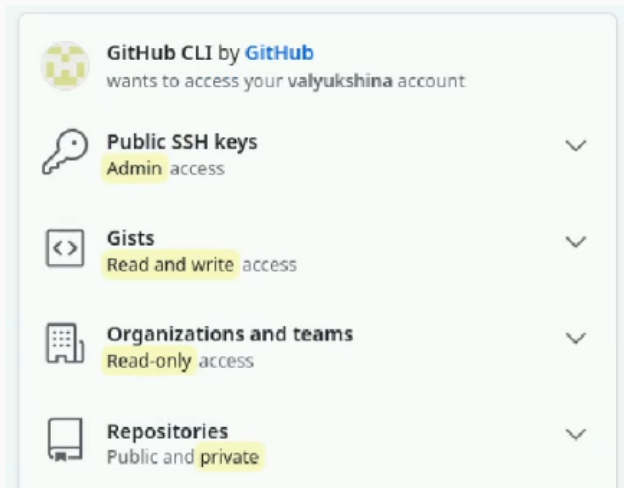 GitHub CLI by GitHub
wants to access your valyukshina account
Public SSH keys
Admin access
Gists
Read and write access
Organizations and teams
Read-only access
Repositories
Public and private